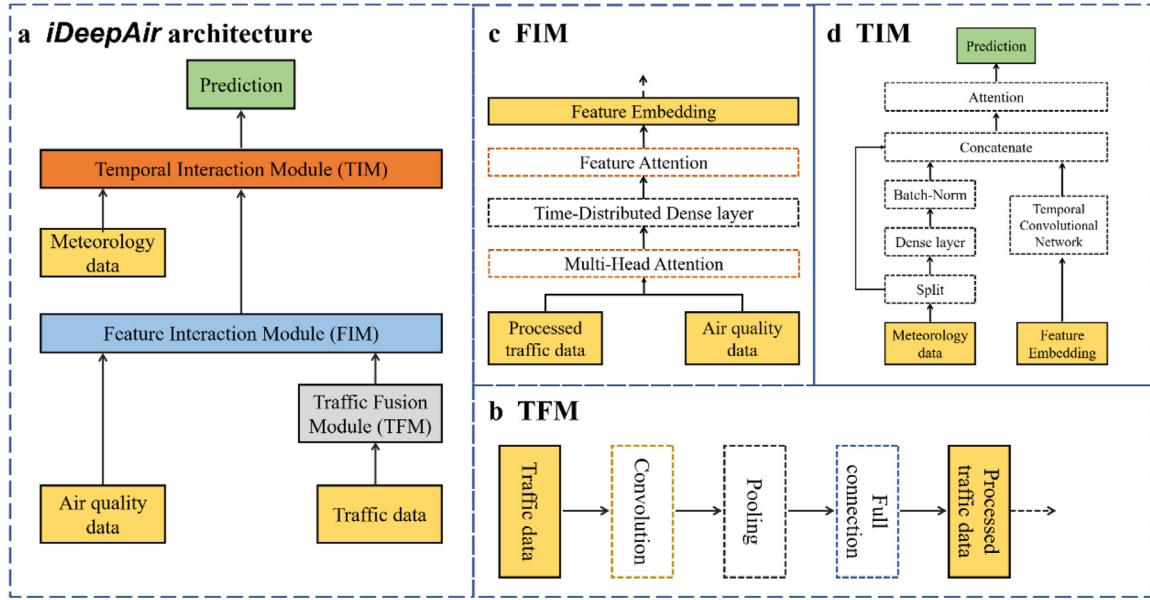 a iDeepAir architecture
Prediction
Temporal Interaction Module (TIM)
Meteorology
data
Feature Interaction Module (FIM)
Traffic Fusion
Module (TFM)
Air quality
data
Traffic data
c FIM
Feature Embedding
Feature Attention
Time-Distributed Dense layer
Multi-Head Attention
Processed
traffic data
Air quality
data
d TIM
Prediction
Attention
Concatenate
Batch-Norm
Temporal
Convolutional
Network
Dense layer
Split
Meteorology
data
Feature
Embedding
b TFM
Traffic data
Convolution
Pooling
Full
connection
Processed
traffic data